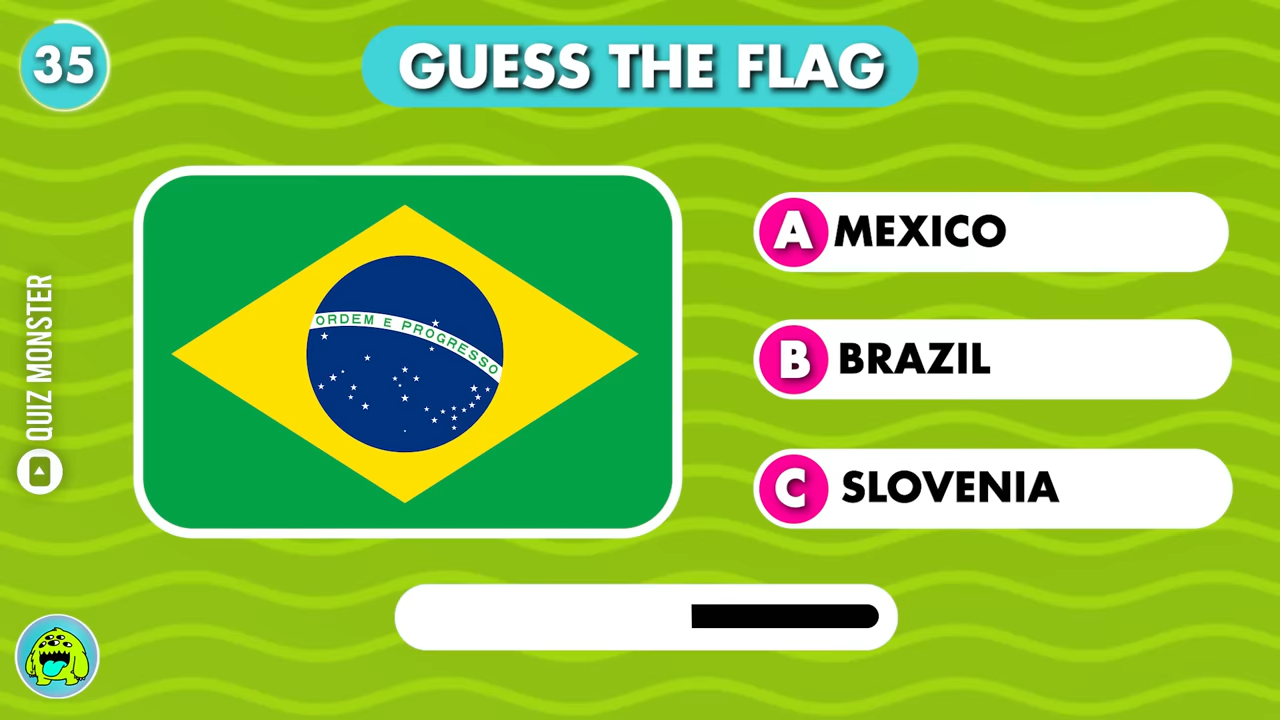 35
GUESS THE FLAG
ORDEM E PROGRESSO
A MEXICO
B BRAZIL
C SLOVENIA
QUIZ MONSTER